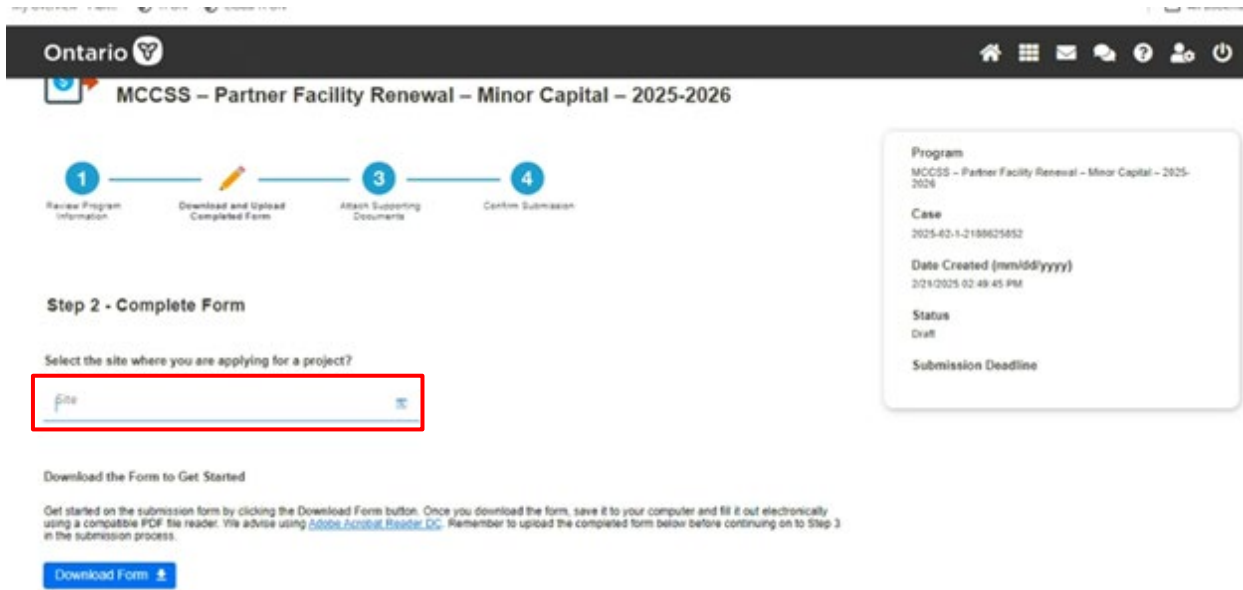 Ontario
MCCSS – Partner Facility Renewal – Minor Capital – 2025-2026
1
3
4
Review Program
Information
Download and Upload
Completed Form
Attach Supporting
Documents
Confirm Submission
Program
MCCSS – Partner Facility Renewal – Minor Capital – 2025-
2026
Case
2025-02-1-2188625852
Date Created (mm/dd/yyyy)
2/21/2025 02:49:45 PM
Status
Draft
Submission Deadline
Step 2 - Complete Form
Select the site where you are applying for a project?
Site
Download the Form to Get Started
Get started on the submission form by clicking the Download Form button. Once you download the form, save it to your computer and fill it out electronically
using a compatible PDF file reader. We advise using Adobe Acrobat Reader DC. Remember to upload the completed form below before continuing on to Step 3
in the submission process.
Download Form